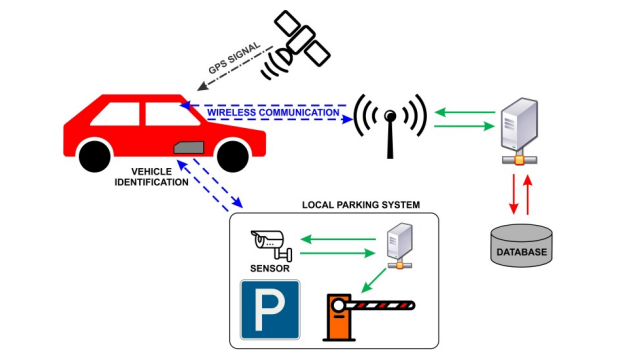 GPS SIGNAL
WIRELESS COMMUNICATION
VEHICLE
IDENTIFICATION
LOCAL PARKING SYSTEM
SENSOR
DATABASE
P